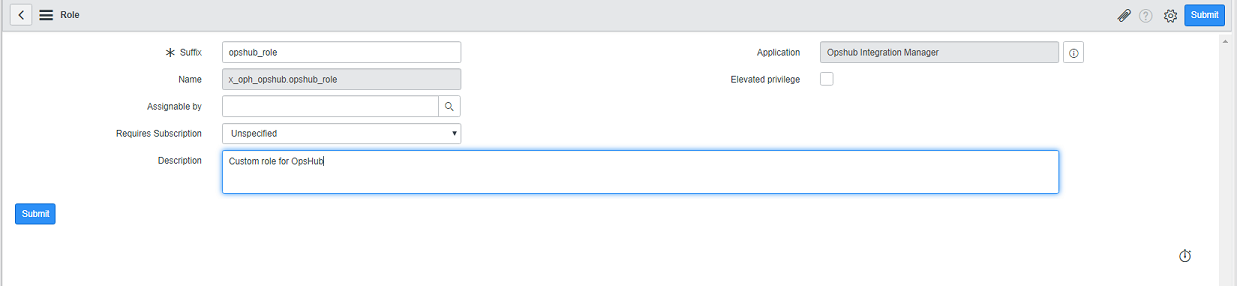 Role
Submit
Suffix opshub_role
Application Opshub Integration Manager
Name x_oph_opshub.opshub_role
Elevated privilege
Assignable by
Requires Subscription Unspecified
Description Custom role for OpsHub
Submit